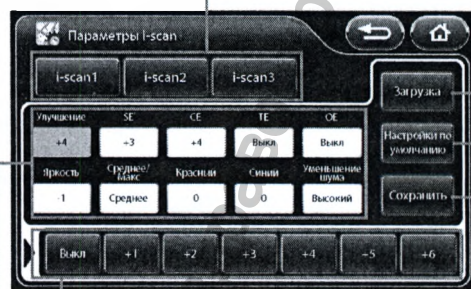 Параметры i-scan
i-scan1 i-scan2 i-scan3
Загрузка
Улучшение SE CE TE OE
+4 +3 +4 Выкл Выкл
Настройки по
умолчанию
Яркость Среднее/
Макс Красный Синий Уменьшение
шума
-1 Среднее 0 0 Высокий
Сохранить
Выкл +1 +2 +3 +4 +5 +6